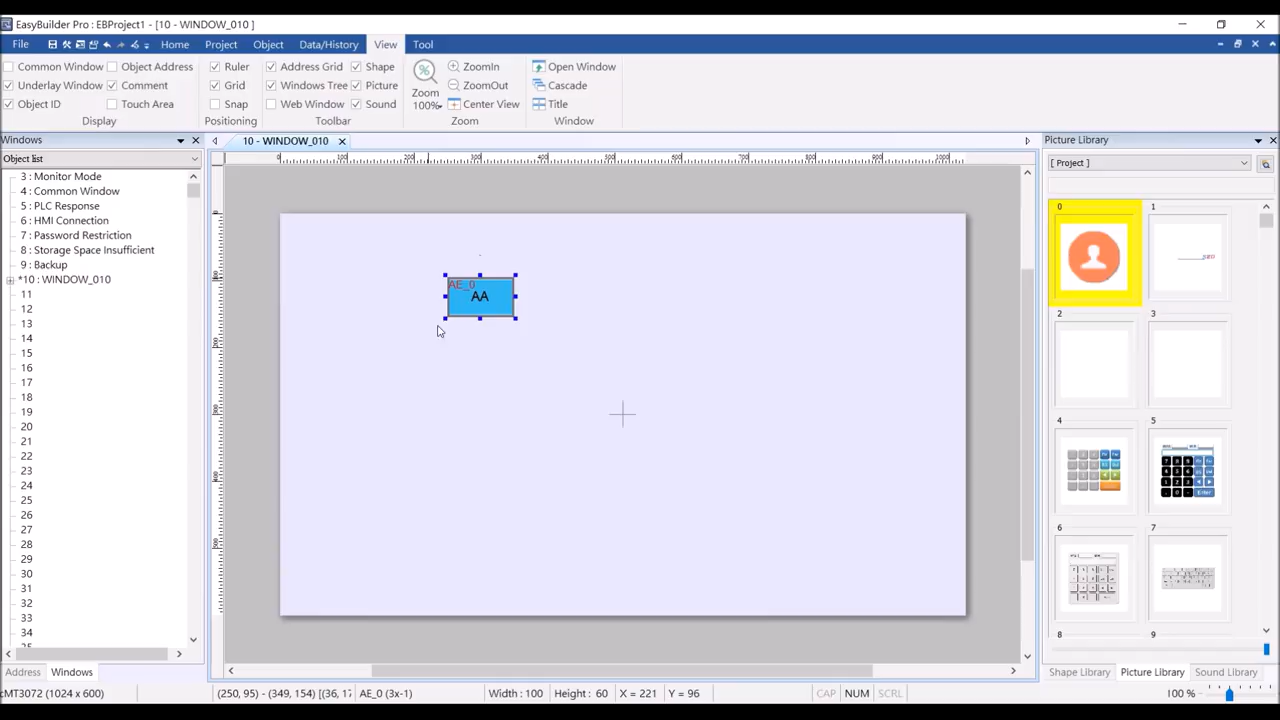 EasyBuilder Pro : EBProject1 - [10 - WINDOW_010 ]
File Home Project Object Data/History View Tool
Common Window Object Address Ruler Address Grid Shape ZoomIn Open Window
Underlay Window Comment Grid Windows Tree Picture ZoomOut Cascade
Object ID Touch Area Snap Web Window Sound Zoom 100% Center View Title
Display Positioning Toolbar Zoom Window
Windows 10 - WINDOW_010 Picture Library
Object list [ Project ]
3 : Monitor Mode
4 : Common Window
5 : PLC Response
6 : HMI Connection
7 : Password Restriction
8 : Storage Space Insufficient
9 : Backup
*10 : WINDOW_010
11
12
13
14
15
16
17
18
19
20
21
22
23
24
25
26
27
28
29
30
31
32
33
34
AE_0
AA
0 1
2 3
4 5
6 7
8 9
Address Windows Shape Library Picture Library Sound Library
cMT3072 (1024 x 600) (250, 95) - (349, 154) [(36, 1 AE_0 (3x-1) Width : 100 Height : 60 X = 221 Y = 96 CAP NUM SCRL 100 %